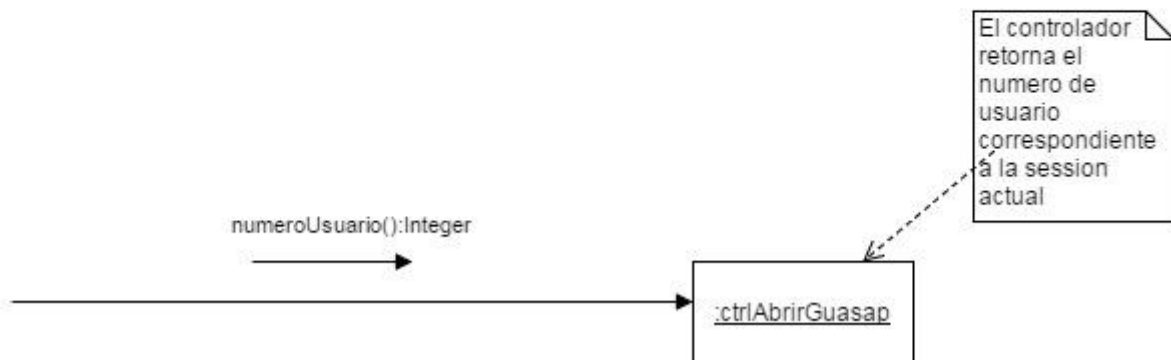 El controlador
retorna el
numero de
usuario
correspondiente
a la session
actual
numeroUsuario():Integer
:ctrlAbrirGuasap